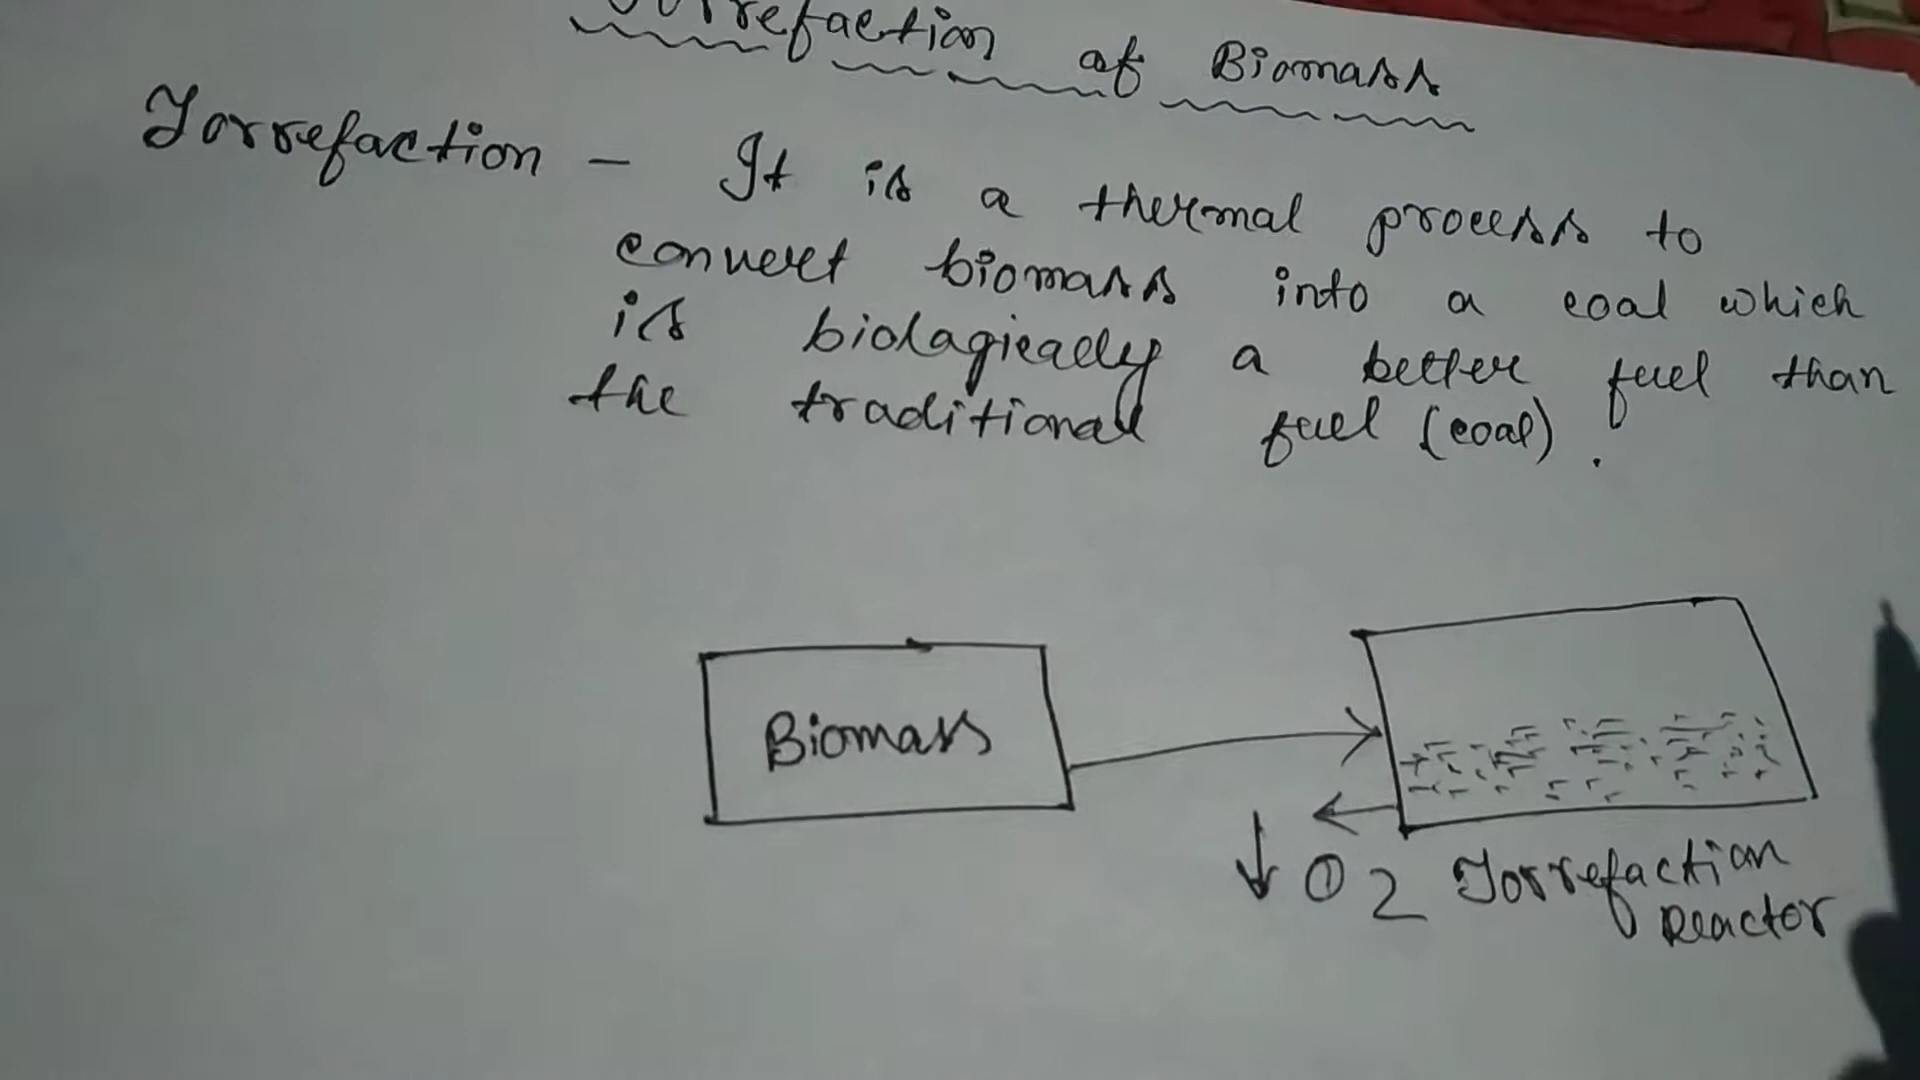 Torrefaction of Biomass
Torrefaction - It is a thermal process to
convert biomass into a coal which
is biologically a better fuel than
the traditional fuel (coal).
Biomass
↓ O2 Torrefaction
Reactor